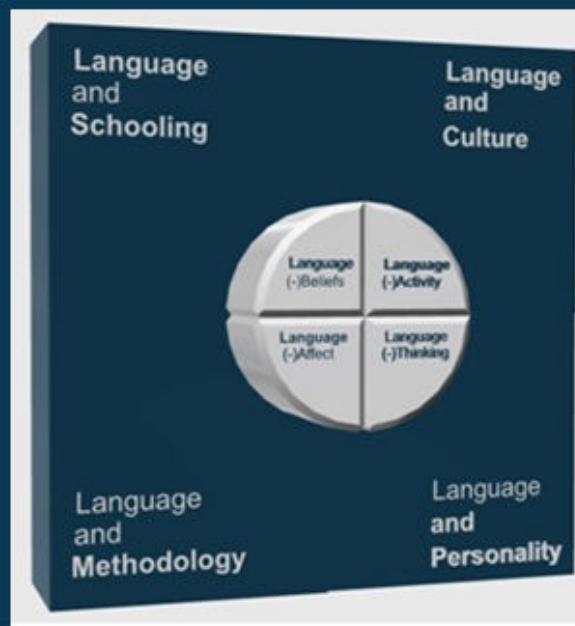 Language
and
Schooling
Language
and
Culture
Language
(-)Beliefs
Language
(-)Activity
Language
(-)Affect
Language
(-)Thinking
Language
and
Methodology
Language
and
Personality